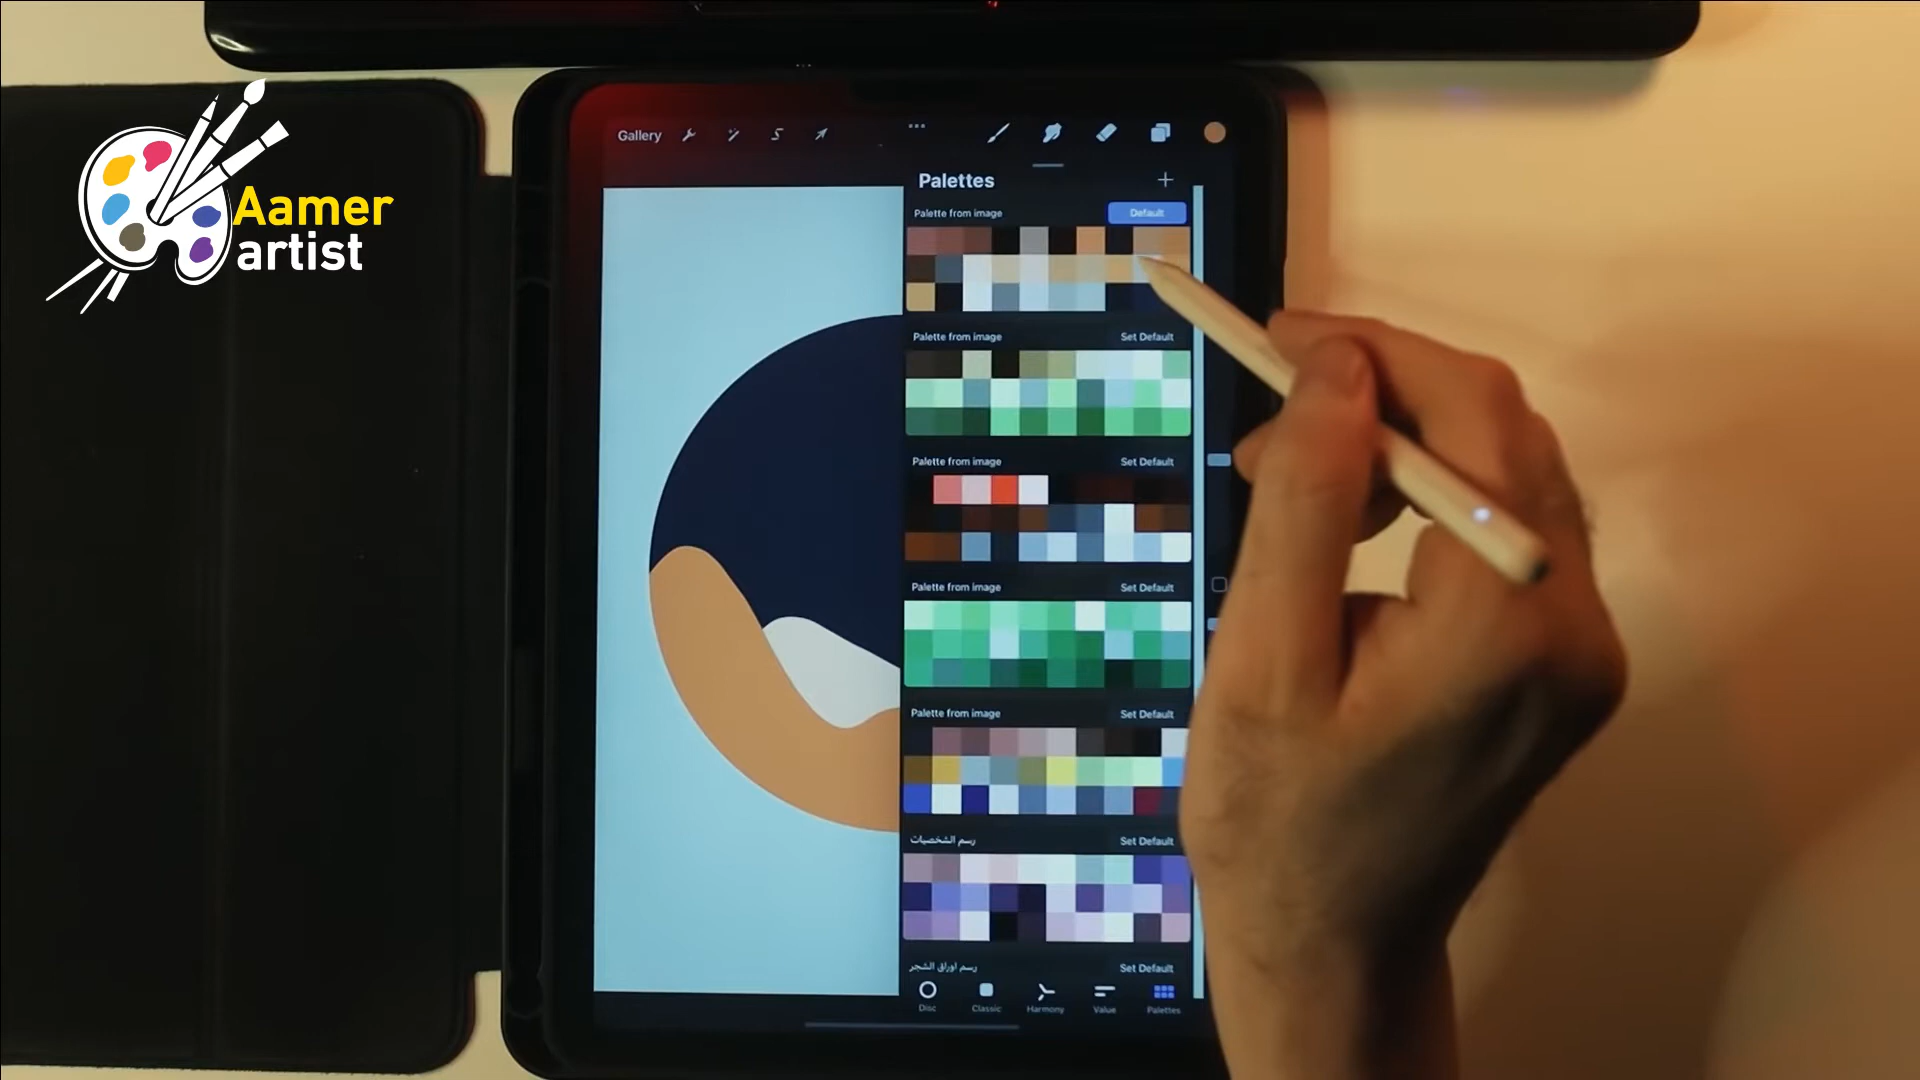 Aamer
artist
Gallery
Palettes
Palette from image
Default
Palette from image
Set Default
Palette from image
Set Default
Palette from image
Set Default
Palette from image
Set Default
رسم الشخصيات
Set Default
رسم اوراق الشجر
Set Default
Disc
Classic
Harmony
Value
Palettes